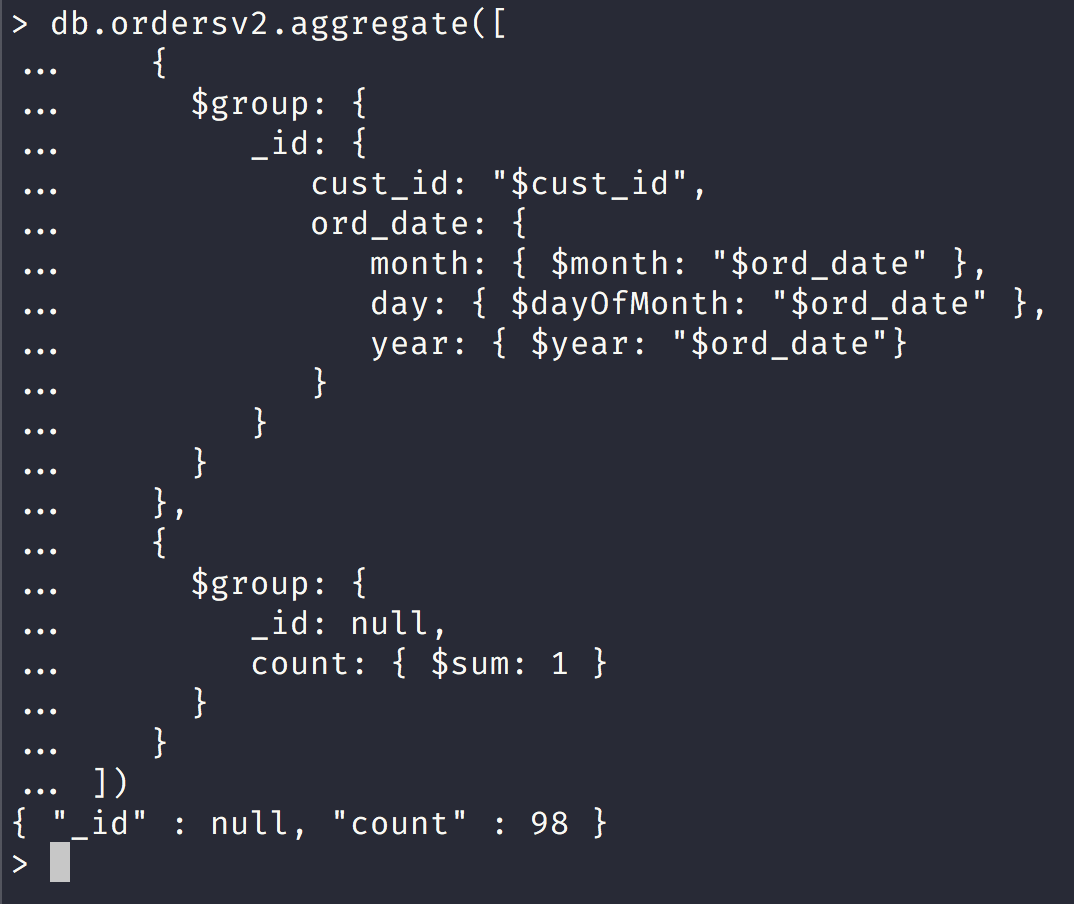 > db.ordersv2.aggregate([
...     {
...       $group: {
...          _id: {
...             cust_id: "$cust_id",
...             ord_date: {
...                month: { $month: "$ord_date" },
...                day: { $dayOfMonth: "$ord_date" },
...                year: { $year: "$ord_date"}
...             }
...          }
...       }
...     },
...     {
...       $group: {
...          _id: null,
...          count: { $sum: 1 }
...       }
...     }
...  ])
{ "_id" : null, "count" : 98 }
>